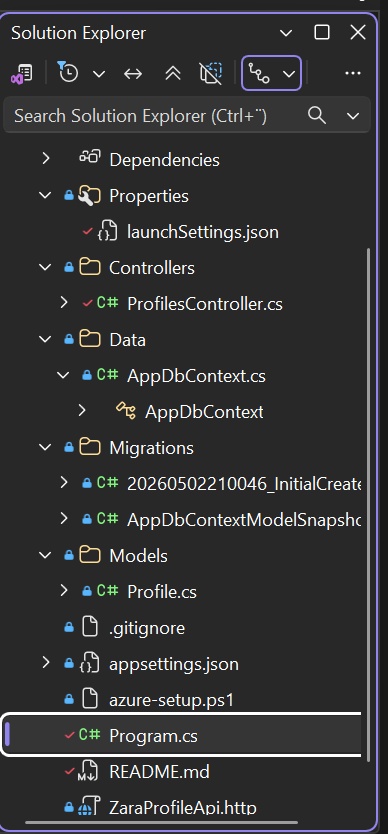 Solution Explorer
Search Solution Explorer (Ctrl+¨)
Dependencies
Properties
launchSettings.json
Controllers
C# ProfilesController.cs
Data
C# AppDbContext.cs
AppDbContext
Migrations
C# 20260502210046_InitialCreate
C# AppDbContextModelSnapsho
Models
C# Profile.cs
.gitignore
appsettings.json
azure-setup.ps1
C# Program.cs
README.md
ZaraProfileApi.http